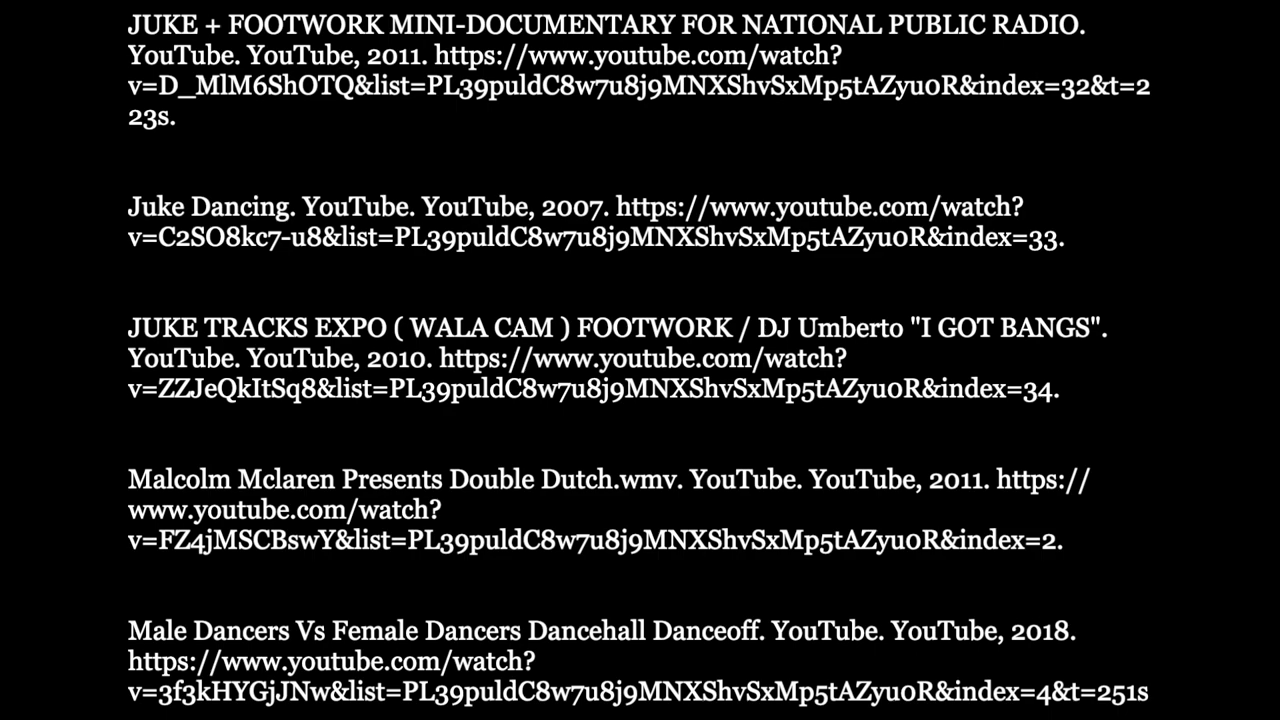 JUKE + FOOTWORK MINI-DOCUMENTARY FOR NATIONAL PUBLIC RADIO.
YouTube. YouTube, 2011. https://www.youtube.com/watch?
v=D_MlM6ShOTQ&list=PL39puldC8w7u8j9MNXShvSxMp5tAZyu0R&index=32&t=2
23s.
Juke Dancing. YouTube. YouTube, 2007. https://www.youtube.com/watch?
v=C2SO8kc7-u8&list=PL39puldC8w7u8j9MNXShvSxMp5tAZyu0R&index=33.
JUKE TRACKS EXPO ( WALA CAM ) FOOTWORK / DJ Umberto "I GOT BANGS".
YouTube. YouTube, 2010. https://www.youtube.com/watch?
v=ZZJeQkItSq8&list=PL39puldC8w7u8j9MNXShvSxMp5tAZyu0R&index=34.
Malcolm Mclaren Presents Double Dutch.wmv. YouTube. YouTube, 2011. https://
www.youtube.com/watch?
v=FZ4jMSCBswY&list=PL39puldC8w7u8j9MNXShvSxMp5tAZyu0R&index=2.
Male Dancers Vs Female Dancers Dancehall Danceoff. YouTube. YouTube, 2018.
https://www.youtube.com/watch?
v=3f3kHYGjJNw&list=PL39puldC8w7u8j9MNXShvSxMp5tAZyu0R&index=4&t=251s